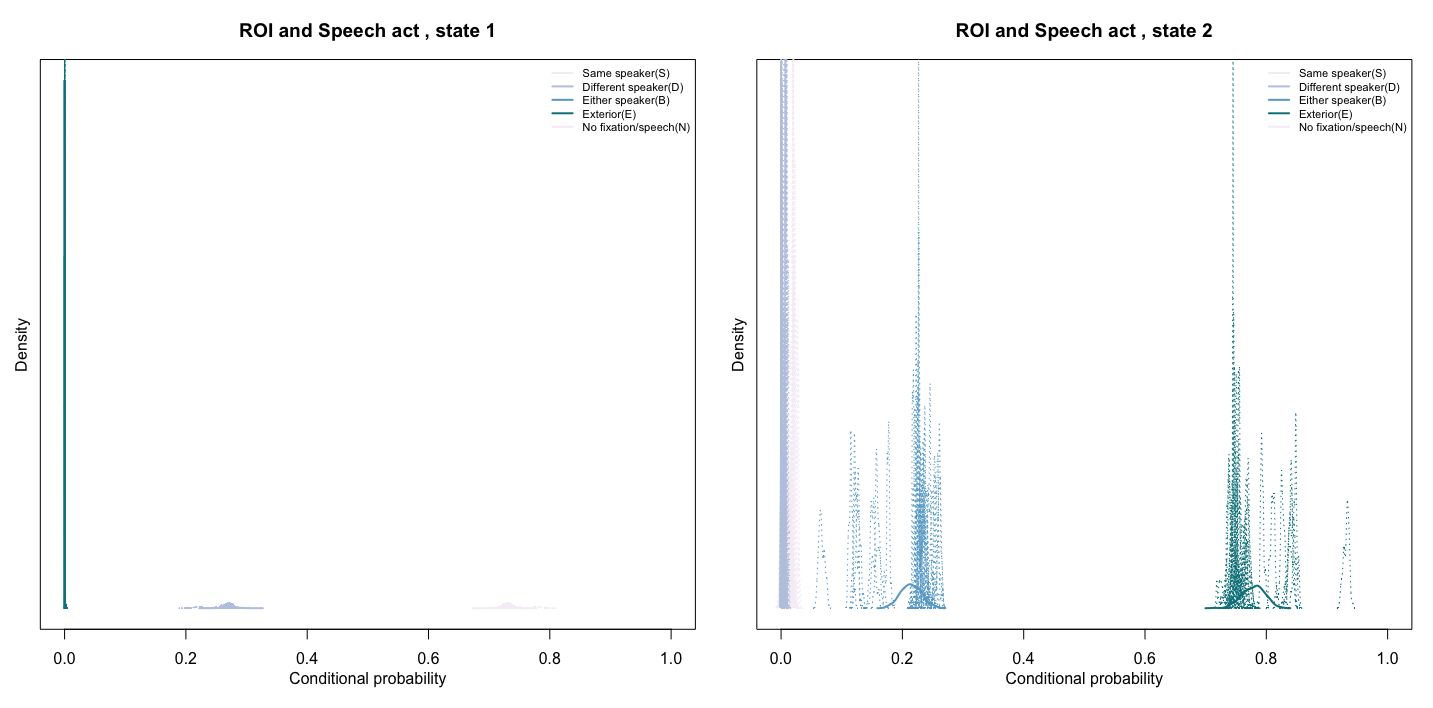 ROI and Speech act , state 1
Same speaker(S)
Different speaker(D)
Either speaker(B)
Exterior(E)
No fixation/speech(N)
Density
0.0 0.2 0.4 0.6 0.8 1.0
Conditional probability
ROI and Speech act , state 2
Same speaker(S)
Different speaker(D)
Either speaker(B)
Exterior(E)
No fixation/speech(N)
Density
0.0 0.2 0.4 0.6 0.8 1.0
Conditional probability